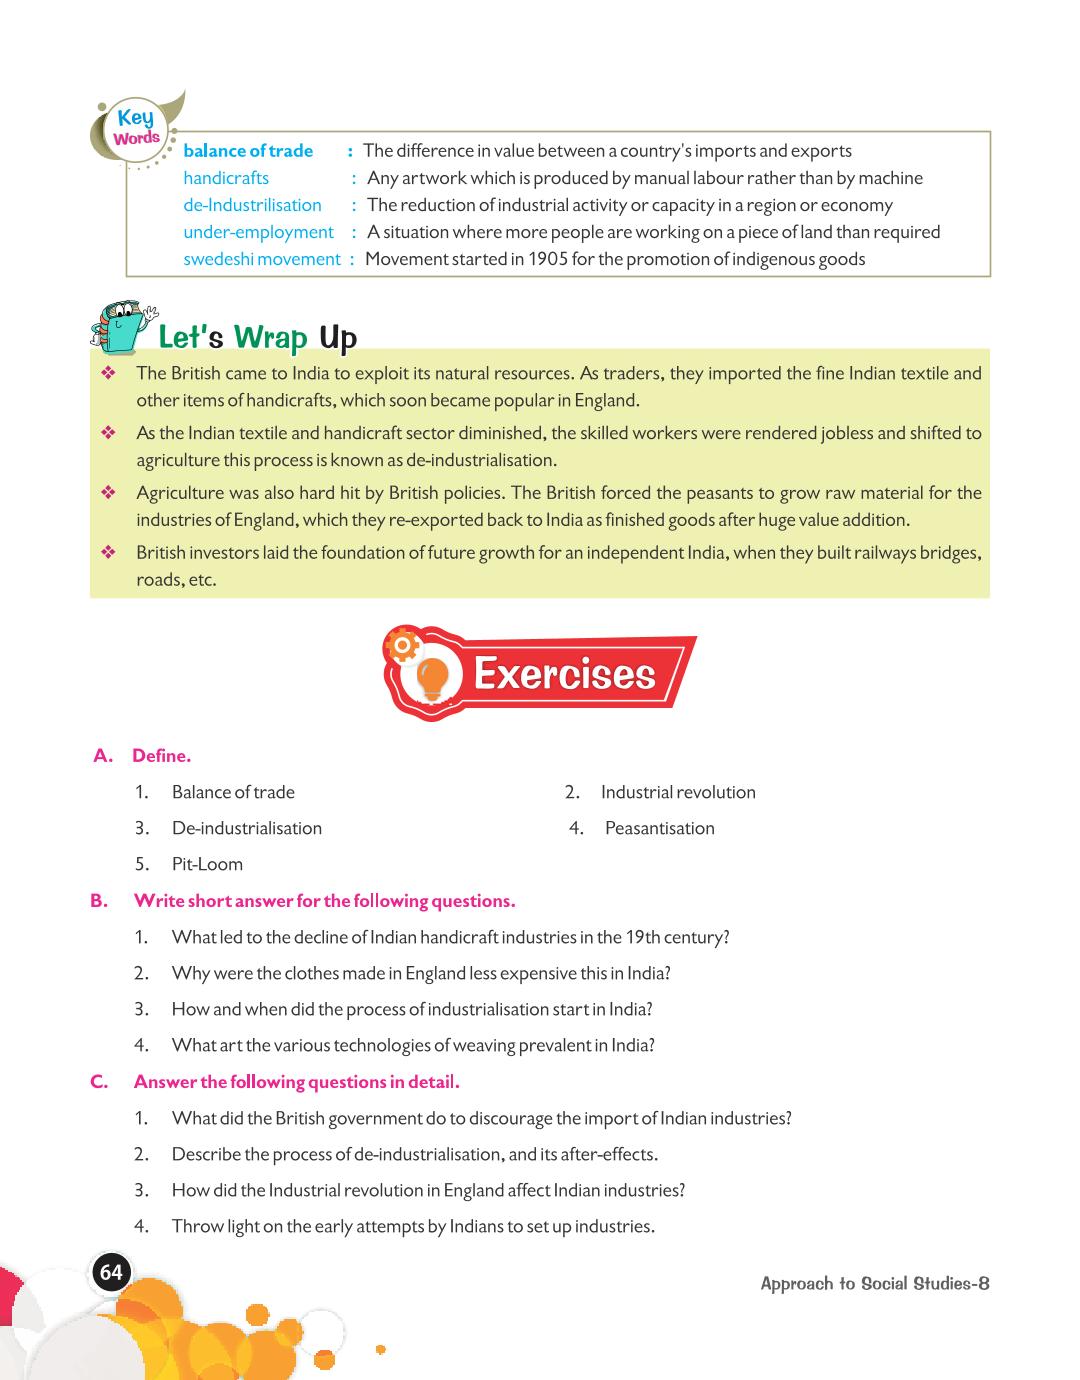 Key
Words
balance of trade : The difference in value between a country's imports and exports
handicrafts : Any artwork which is produced by manual labour rather than by machine
de-Industrilisation : The reduction of industrial activity or capacity in a region or economy
under-employment : A situation where more people are working on a piece of land than required
swedeshi movement : Movement started in 1905 for the promotion of indigenous goods
Let's Wrap Up
❖ The British came to India to exploit its natural resources. As traders, they imported the fine Indian textile and
other items of handicrafts, which soon became popular in England.
❖ As the Indian textile and handicraft sector diminished, the skilled workers were rendered jobless and shifted to
agriculture this process is known as de-industrialisation.
❖ Agriculture was also hard hit by British policies. The British forced the peasants to grow raw material for the
industries of England, which they re-exported back to India as finished goods after huge value addition.
❖ British investors laid the foundation of future growth for an independent India, when they built railways bridges,
roads, etc.
Exercises
A. Define.
1. Balance of trade 2. Industrial revolution
3. De-industrialisation 4. Peasantisation
5. Pit-Loom
B. Write short answer for the following questions.
1. What led to the decline of Indian handicraft industries in the 19th century?
2. Why were the clothes made in England less expensive this in India?
3. How and when did the process of industrialisation start in India?
4. What art the various technologies of weaving prevalent in India?
C. Answer the following questions in detail.
1. What did the British government do to discourage the import of Indian industries?
2. Describe the process of de-industrialisation, and its after-effects.
3. How did the Industrial revolution in England affect Indian industries?
4. Throw light on the early attempts by Indians to set up industries.
64
Approach to Social Studies-8